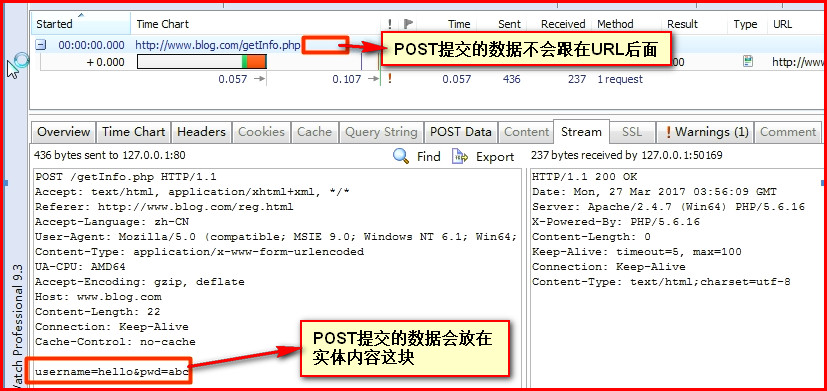 Started Time Chart ! Time Sent Received Method Result Type URL
00:00:00.000 http://www.blog.com/getInfo.php
POST提交的数据不会跟在URL后面
+ 0.000 00 http://ww
0.057 0.107 ! 0.057 436 237 1 request
Overview Time Chart Headers Cookies Cache Query String POST Data Content Stream SSL ! Warnings (1) Comment
436 bytes sent to 127.0.0.1:80 Find Export 237 bytes received by 127.0.0.1:50169
POST /getInfo.php HTTP/1.1
Accept: text/html, application/xhtml+xml, */*
Referer: http://www.blog.com/reg.html
Accept-Language: zh-CN
User-Agent: Mozilla/5.0 (compatible; MSIE 9.0; Windows NT 6.1; Win64;
Content-Type: application/x-www-form-urlencoded
UA-CPU: AMD64
Accept-Encoding: gzip, deflate
Host: www.blog.com
Content-Length: 22
Connection: Keep-Alive
Cache-Control: no-cache
username=hello&pwd=abc
HTTP/1.1 200 OK
Date: Mon, 27 Mar 2017 03:56:09 GMT
Server: Apache/2.4.7 (Win64) PHP/5.6.16
X-Powered-By: PHP/5.6.16
Content-Length: 0
Keep-Alive: timeout=5, max=100
Connection: Keep-Alive
Content-Type: text/html;charset=utf-8
POST提交的数据会放在
实体内容这块
Watch Professional 9.3